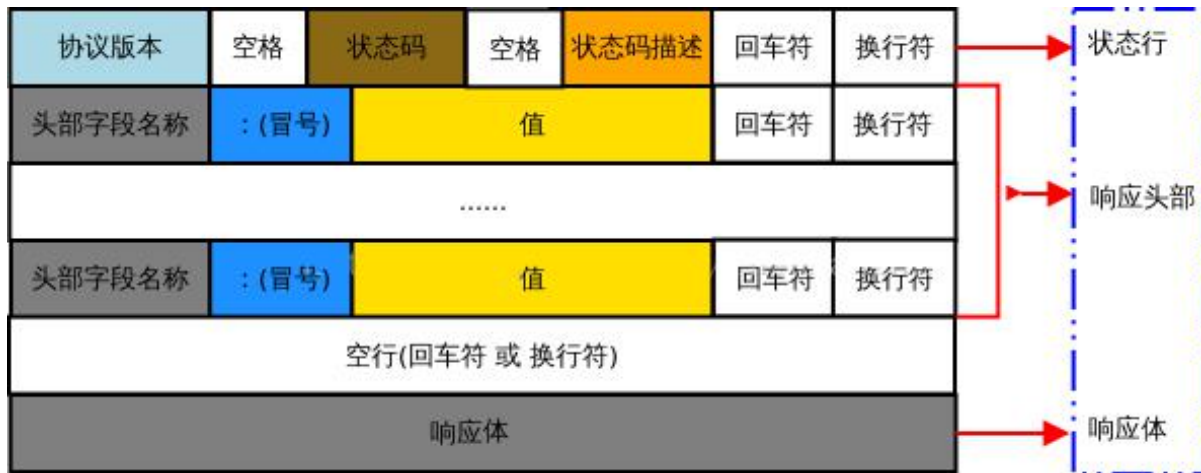 协议版本 空格 状态码 空格 状态码描述 回车符 换行符 状态行
头部字段名称 :(冒号) 值 回车符 换行符
...... 响应头部
头部字段名称 :(冒号) 值 回车符 换行符
空行(回车符 或 换行符)
响应体 响应体